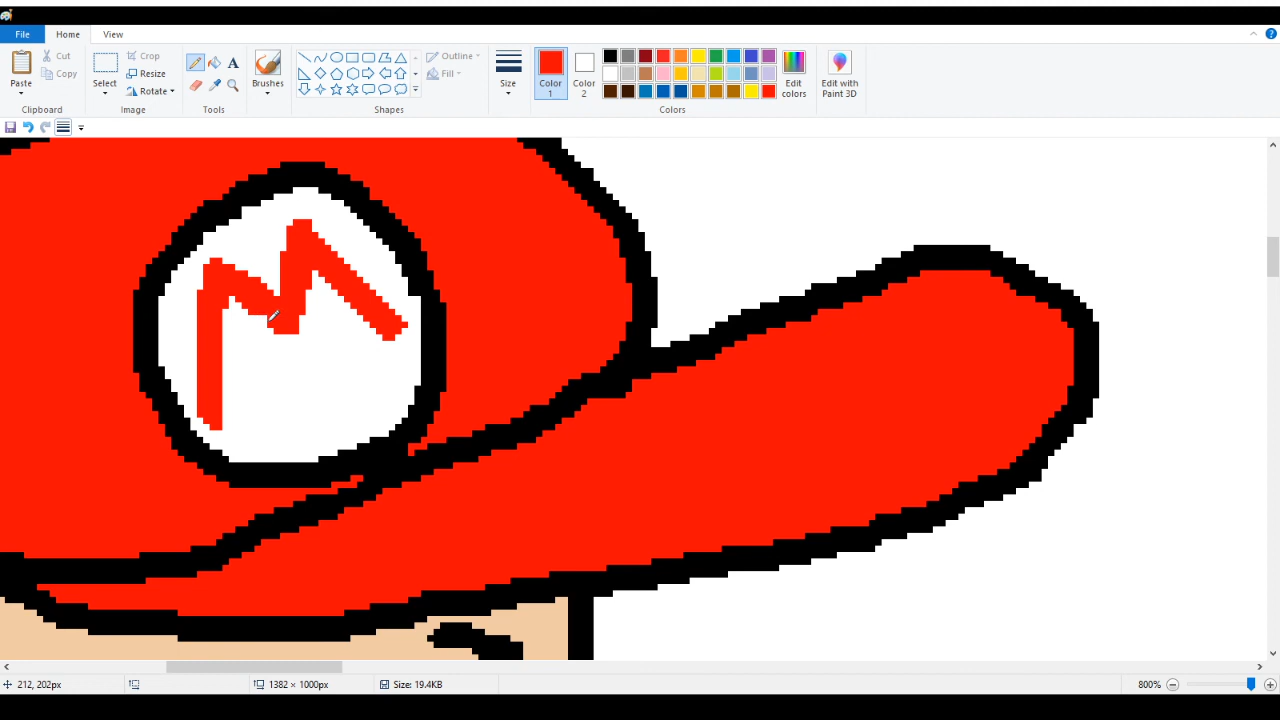 File Home View
Paste
Cut
Copy
Clipboard
Select
Crop
Resize
Rotate
Image
A
Tools
Brushes
Outline
Fill
Shapes
Size
Color 1
Color 2
Edit colors
Colors
Edit with Paint 3D
M
212, 202px
1382 × 1000px
Size: 19.4KB
800%